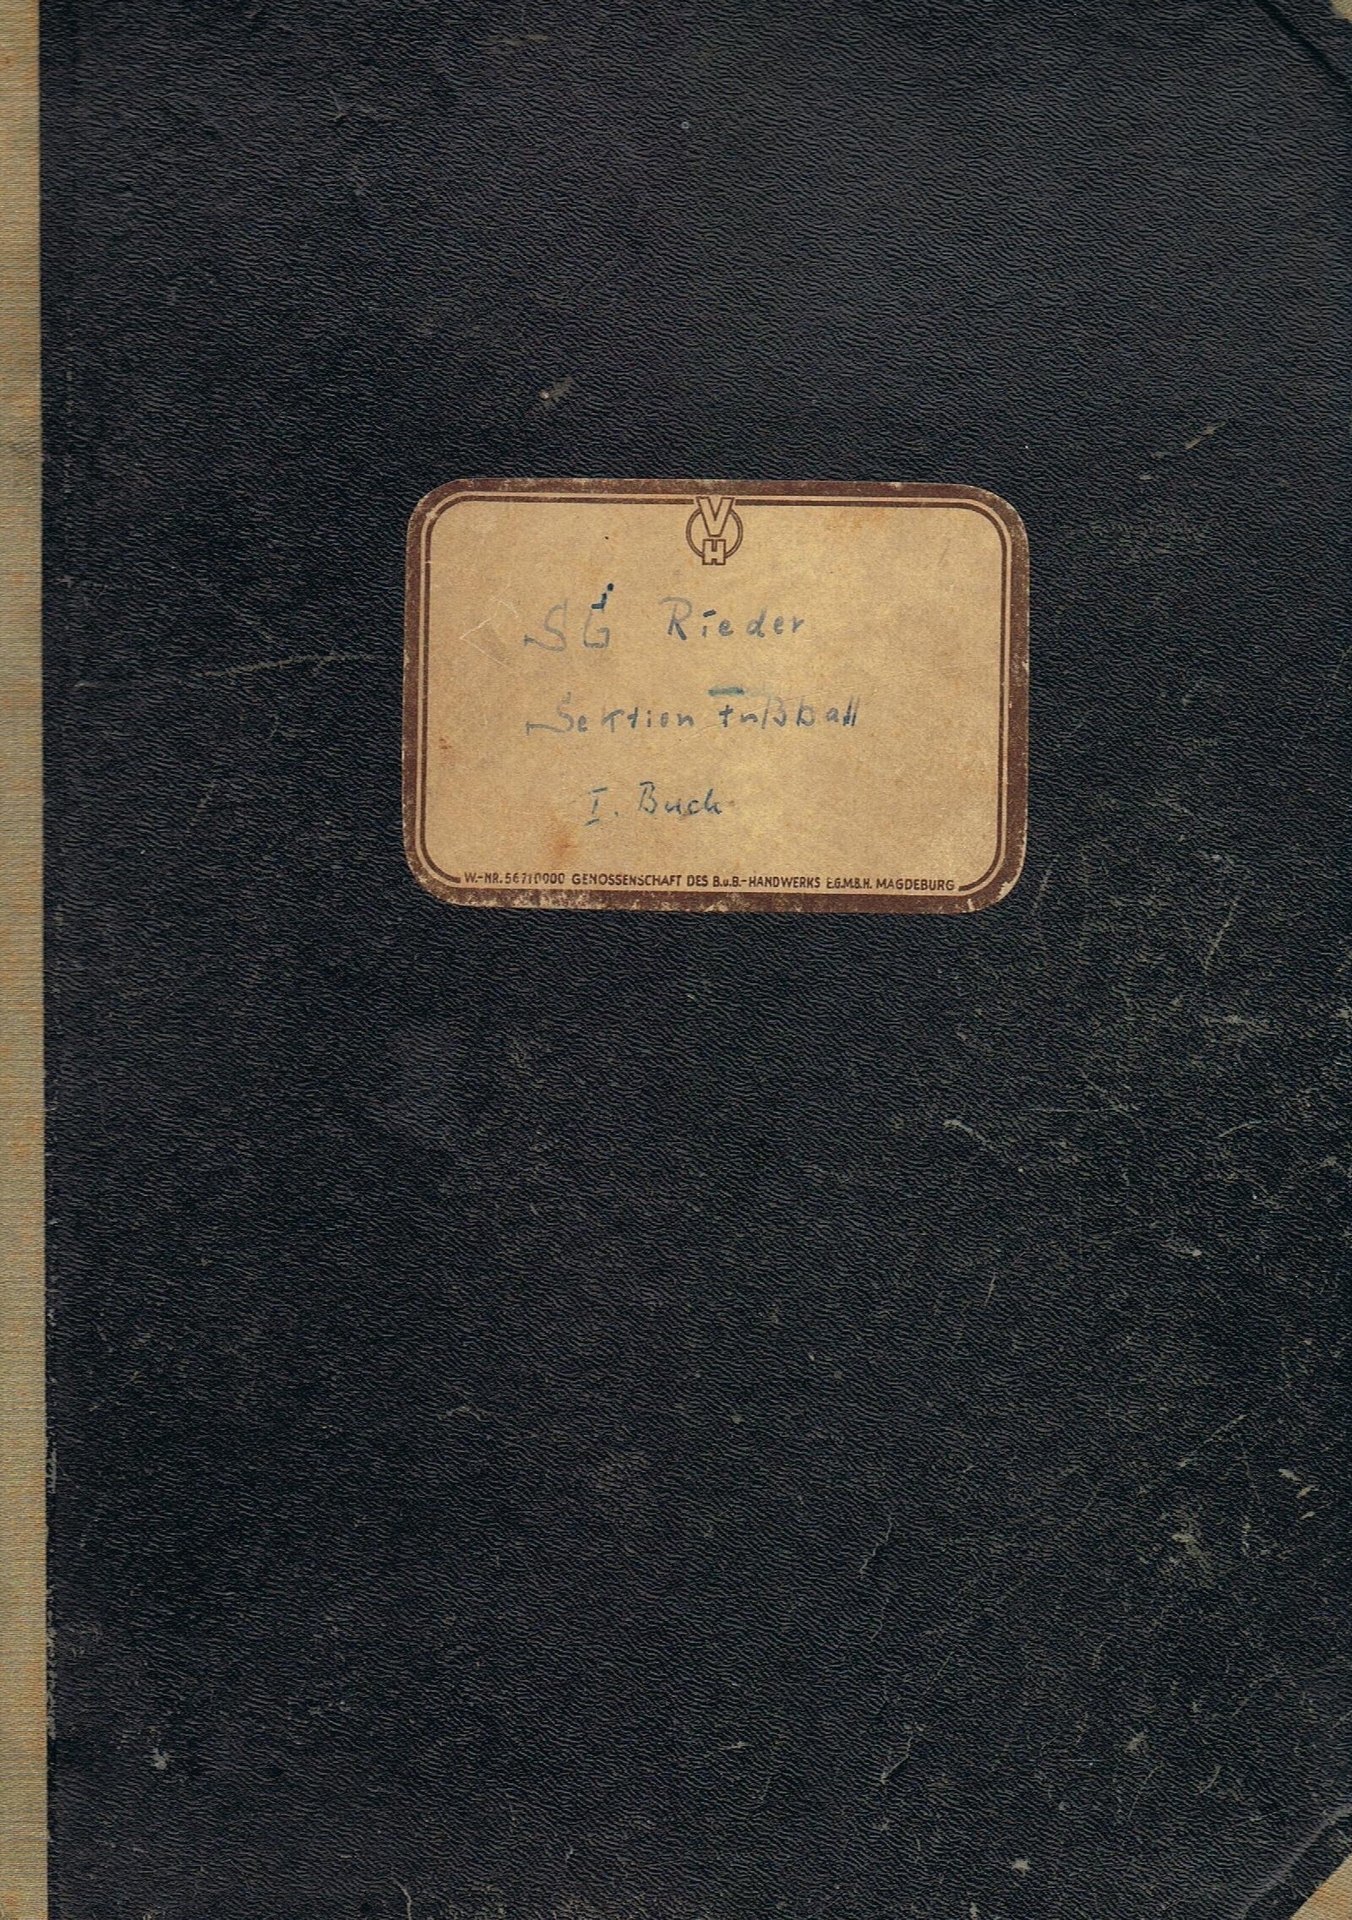 VH
SG Rieder
Sektion Fußball
I. Buch
W.-NR. 56710000 GENOSSENSCHAFT DES B.u.B.-HANDWERKS E.G.M.B.H. MAGDEBURG